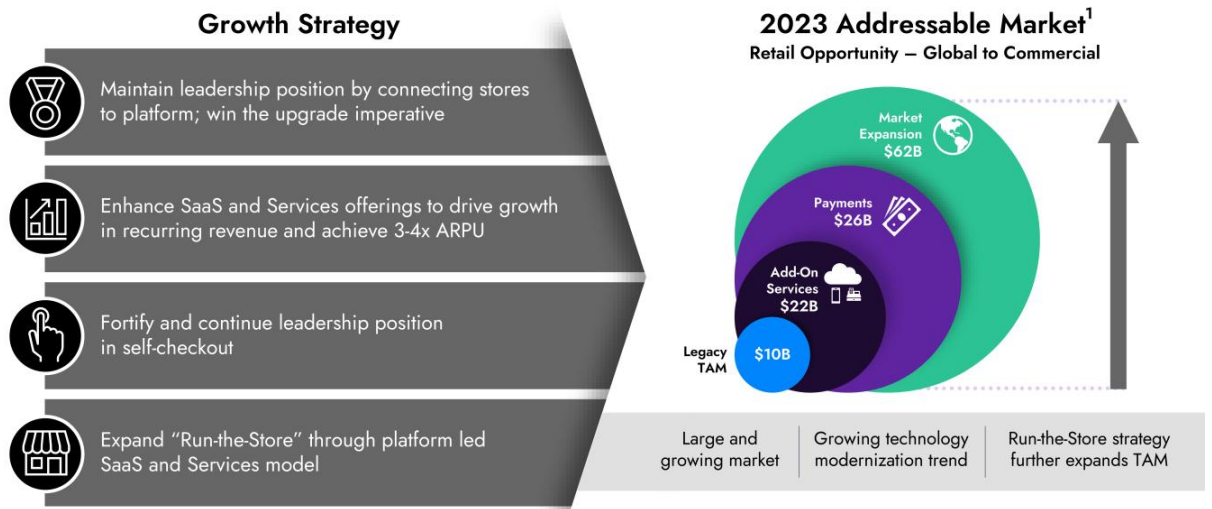 Growth Strategy
Maintain leadership position by connecting stores
to platform; win the upgrade imperative
Enhance SaaS and Services offerings to drive growth
in recurring revenue and achieve 3-4x ARPU
Fortify and continue leadership position
in self-checkout
Expand “Run-the-Store” through platform led
SaaS and Services model
2023 Addressable Market¹
Retail Opportunity – Global to Commercial
Market
Expansion
$62B
Payments
$26B
Add-On
Services
$22B
Legacy
TAM
$10B
Large and
growing market
Growing technology
modernization trend
Run-the-Store strategy
further expands TAM